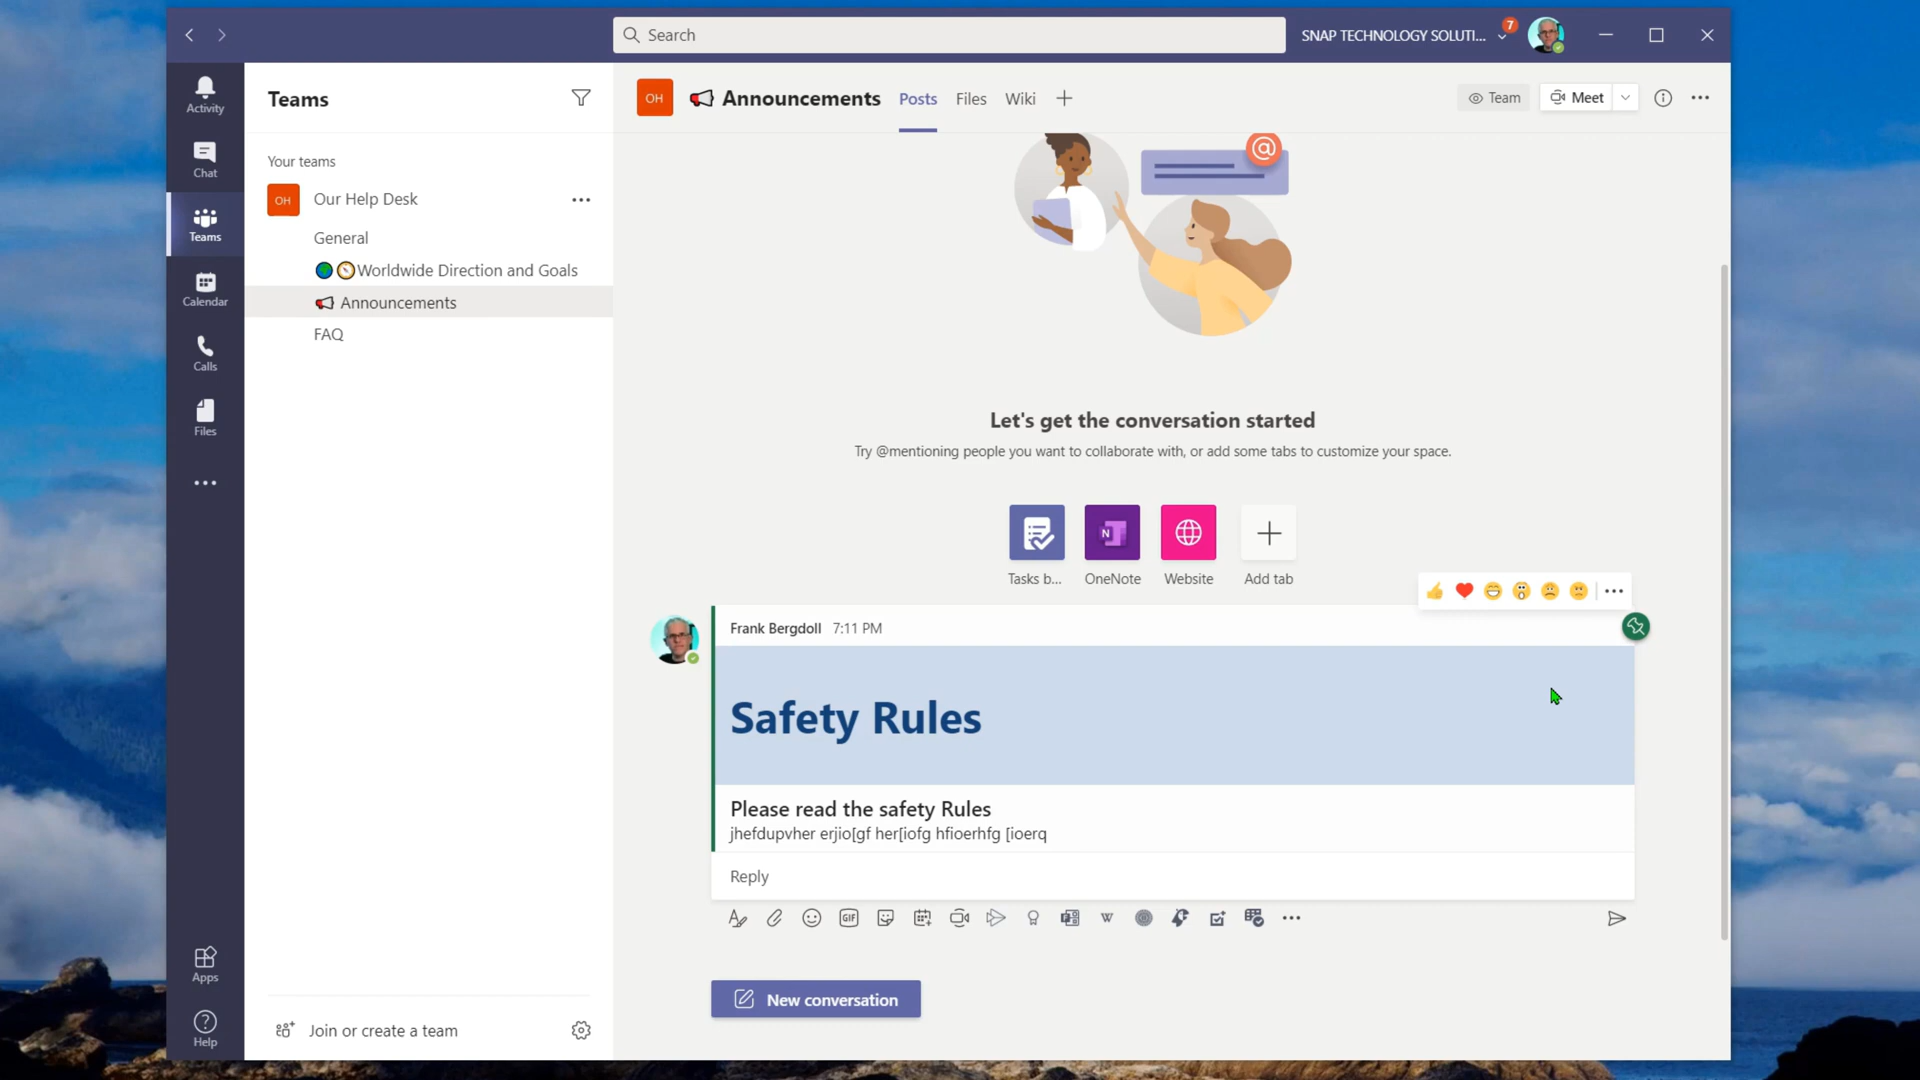 Search
SNAP TECHNOLOGY SOLUTI...
7
Activity
Chat
Teams
Calendar
Calls
Files
Apps
Help
Teams
Your teams
OH
Our Help Desk
General
Worldwide Direction and Goals
Announcements
FAQ
Join or create a team
OH
Announcements
Posts
Files
Wiki
Team
Meet
@
Let's get the conversation started
Try @mentioning people you want to collaborate with, or add some tabs to customize your space.
N
Tasks b...
OneNote
Website
Add tab
Frank Bergdoll
7:11 PM
Safety Rules
Please read the safety Rules
jhefdupvher erjio[gf her[iofg hfioerhfg [ioerq
Reply
GIF
W
New conversation